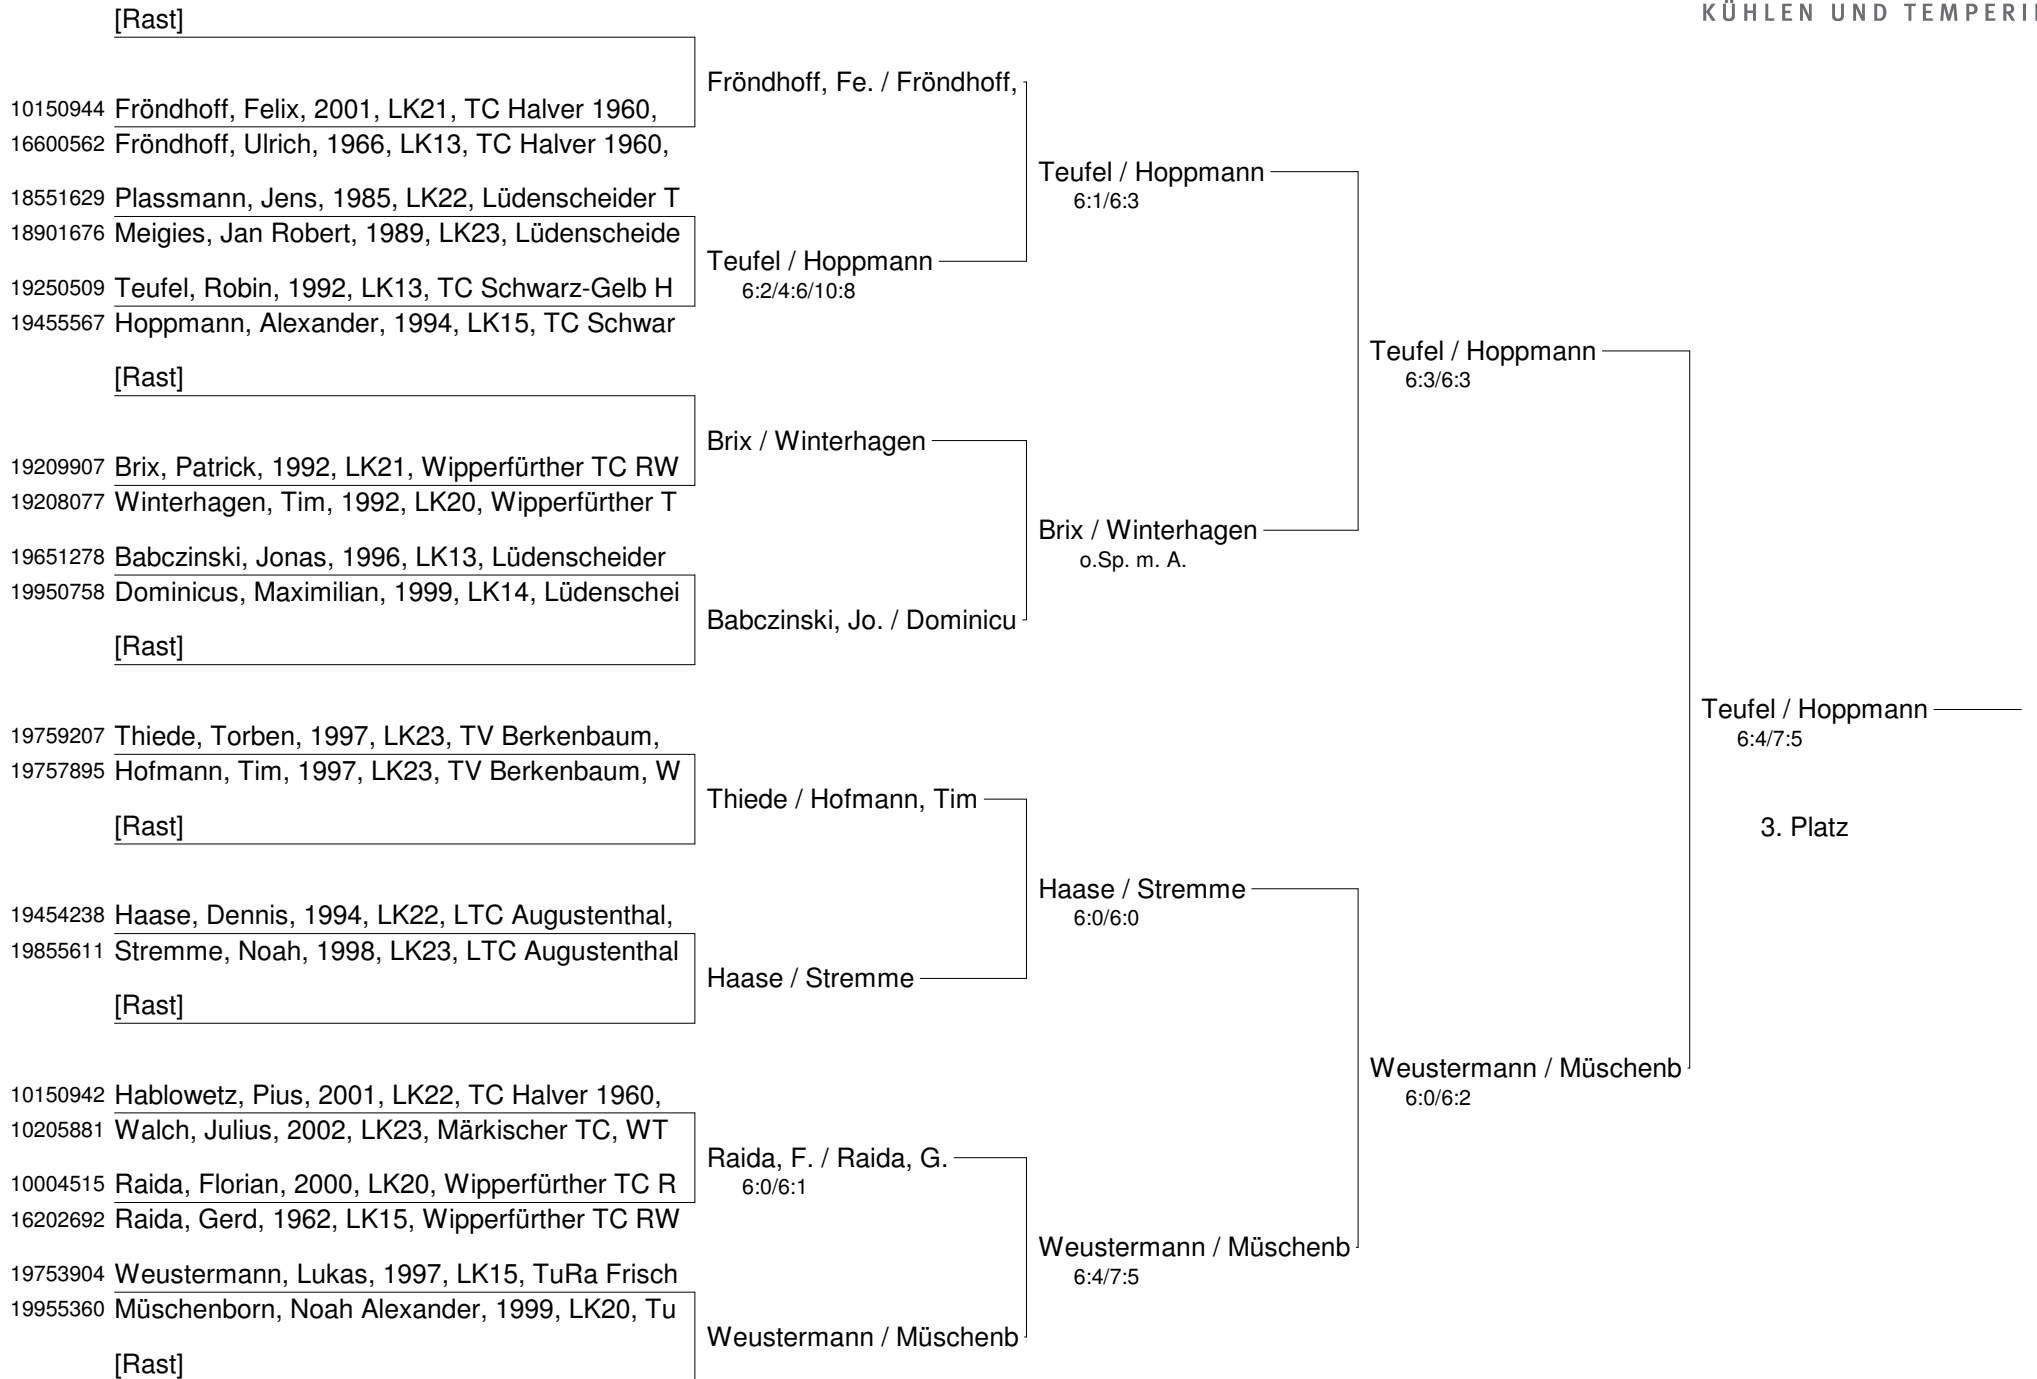 KÜHLEN UND TEMPERI
[Rast]
10150944 Fröndhoff, Felix, 2001, LK21, TC Halver 1960,
16600562 Fröndhoff, Ulrich, 1966, LK13, TC Halver 1960,
18551629 Plassmann, Jens, 1985, LK22, Lüdenscheider T
18901676 Meigies, Jan Robert, 1989, LK23, Lüdenscheide
19250509 Teufel, Robin, 1992, LK13, TC Schwarz-Gelb H
19455567 Hoppmann, Alexander, 1994, LK15, TC Schwar
[Rast]
19209907 Brix, Patrick, 1992, LK21, Wipperfürther TC RW
19208077 Winterhagen, Tim, 1992, LK20, Wipperfürther T
19651278 Babczinski, Jonas, 1996, LK13, Lüdenscheider
19950758 Dominicus, Maximilian, 1999, LK14, Lüdenschei
[Rast]
19759207 Thiede, Torben, 1997, LK23, TV Berkenbaum,
19757895 Hofmann, Tim, 1997, LK23, TV Berkenbaum, W
[Rast]
19454238 Haase, Dennis, 1994, LK22, LTC Augustenthal,
19855611 Stremme, Noah, 1998, LK23, LTC Augustenthal
[Rast]
10150942 Hablowetz, Pius, 2001, LK22, TC Halver 1960,
10205881 Walch, Julius, 2002, LK23, Märkischer TC, WT
10004515 Raida, Florian, 2000, LK20, Wipperfürther TC R
16202692 Raida, Gerd, 1962, LK15, Wipperfürther TC RW
19753904 Weustermann, Lukas, 1997, LK15, TuRa Frisch
19955360 Müschenborn, Noah Alexander, 1999, LK20, Tu
[Rast]
Fröndhoff, Fe. / Fröndhoff,
Teufel / Hoppmann
6:2/4:6/10:8
Brix / Winterhagen
Babczinski, Jo. / Dominicu
Thiede / Hofmann, Tim
Haase / Stremme
Raida, F. / Raida, G.
6:0/6:1
Weustermann / Müschenb
Teufel / Hoppmann
6:1/6:3
Brix / Winterhagen
o.Sp. m. A.
Haase / Stremme
6:0/6:0
Weustermann / Müschenb
6:4/7:5
Teufel / Hoppmann
6:3/6:3
Weustermann / Müschenb
6:0/6:2
Teufel / Hoppmann
6:4/7:5
3. Platz